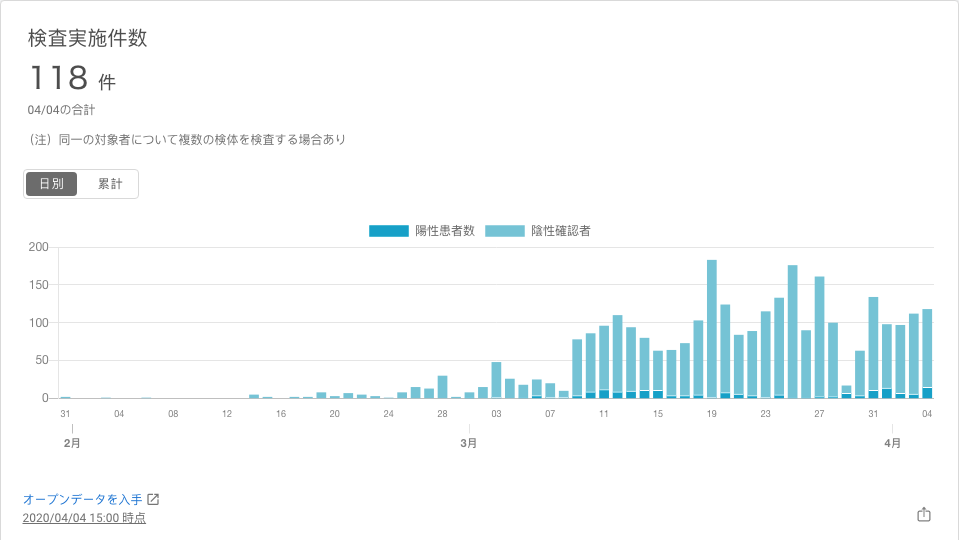 検査実施件数
118 件
04/04の合計
（注）同一の対象者について複数の検体を検査する場合あり
日別 累計
陽性患者数 陰性確認者
200
150
100
50
0
31 04 08 12 16 20 24 28 03 07 11 15 19 23 27 31 04
2月 3月 4月
オープンデータを入手
2020/04/04 15:00 時点